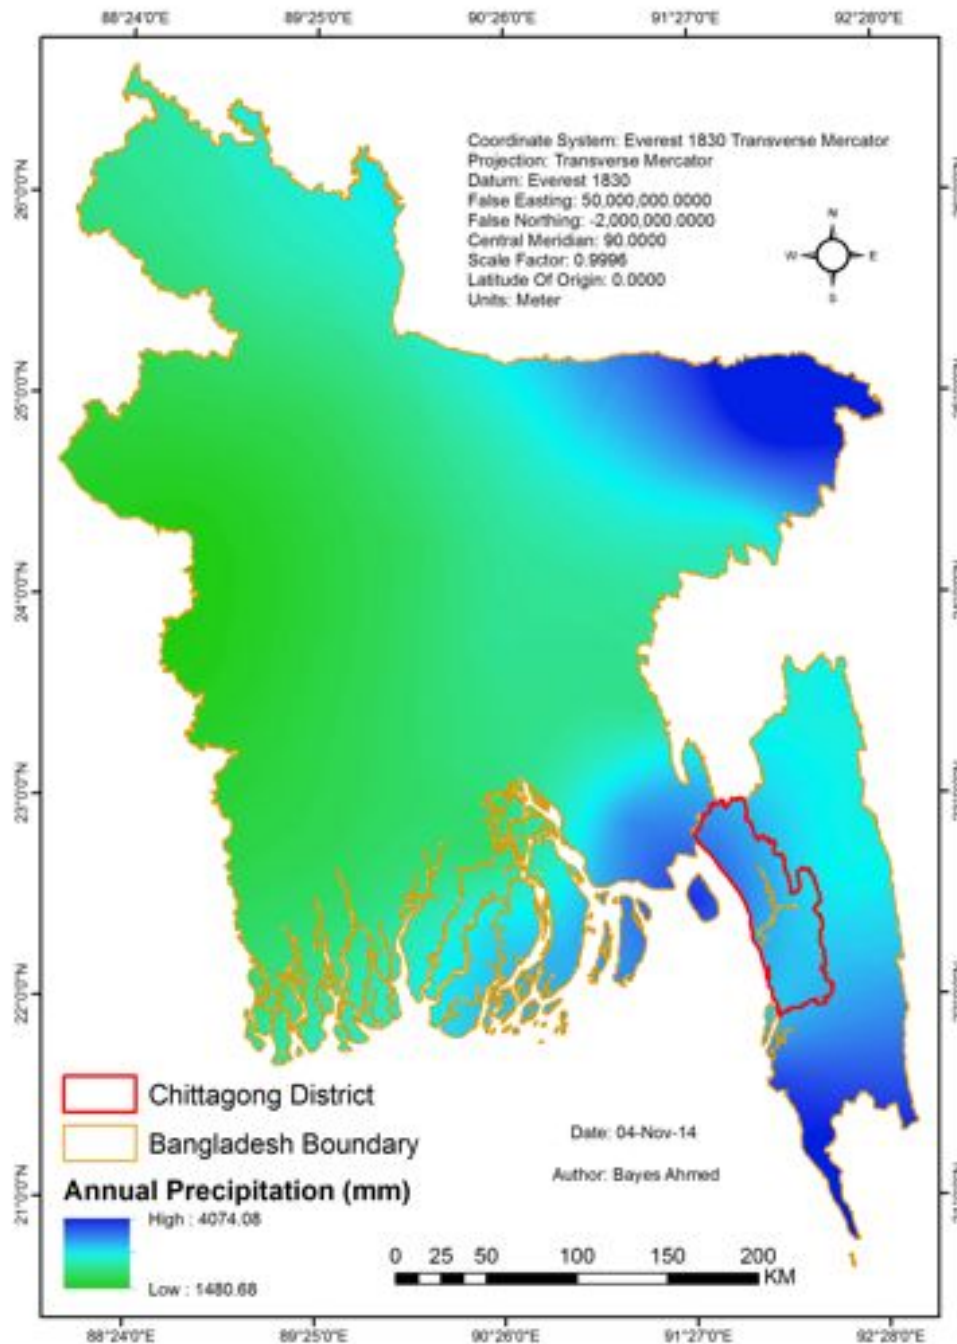 88°24'0"E 89°25'0"E 90°26'0"E 91°27'0"E 92°28'0"E
Coordinate System: Everest 1830 Transverse Mercator
Projection: Transverse Mercator
Datum: Everest 1830
False Easting: 50,000,000.0000
False Northing: -2,000,000.0000
Central Meridian: 90.0000
Scale Factor: 0.9996
Latitude Of Origin: 0.0000
Units: Meter
N
W E
S
26°0'0"N
25°0'0"N
24°0'0"N
23°0'0"N
22°0'0"N
21°0'0"N
Chittagong District
Bangladesh Boundary
Annual Precipitation (mm)
High : 4074.08
Low : 1480.68
Date: 04-Nov-14
Author: Bayes Ahmed
0 25 50 100 150 200
KM
88°24'0"E 89°25'0"E 90°26'0"E 91°27'0"E 92°28'0"E